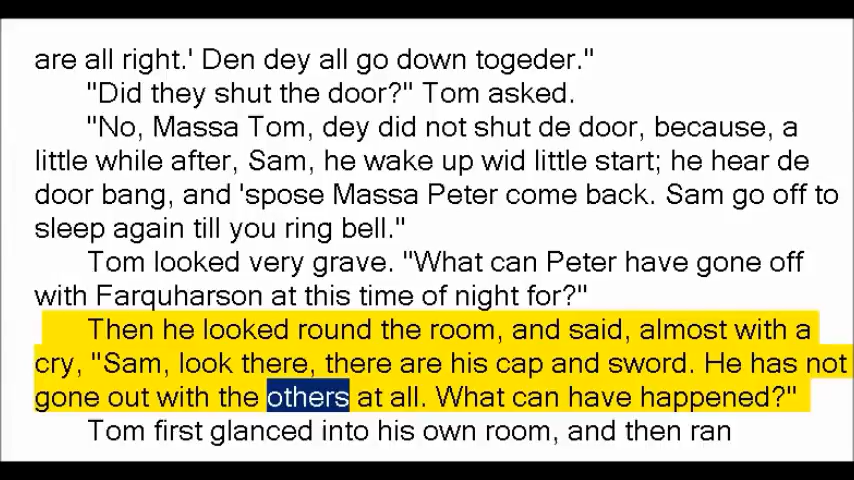 are all right.' Den dey all go down togeder."
"Did they shut the door?" Tom asked.
"No, Massa Tom, dey did not shut de door, because, a
little while after, Sam, he wake up wid little start; he hear de
door bang, and 'spose Massa Peter come back. Sam go off to
sleep again till you ring bell."
Tom looked very grave. "What can Peter have gone off
with Farquharson at this time of night for?"
Then he looked round the room, and said, almost with a
cry, "Sam, look there, there are his cap and sword. He has not
gone out with the others at all. What can have happened?"
Tom first glanced into his own room, and then ran